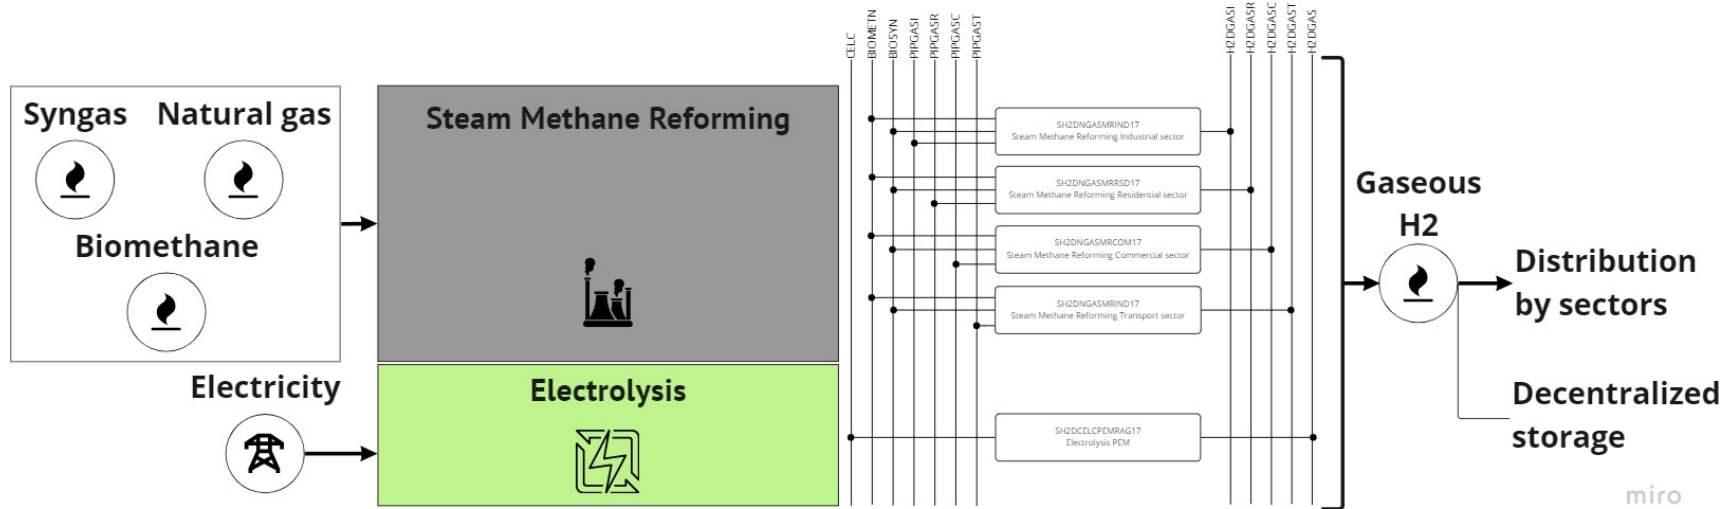 Syngas
Natural gas
Biomethane
Electricity
Steam Methane Reforming
Electrolysis
CELC
BIOMETN
BIOSYN
PIPGASI
PIPGASR
PIPGASC
PIPGAST
SH2DNGASMRIND17
Steam Methane Reforming Industrial sector
SH2DNGASMRRSD17
Steam Methane Reforming Residential sector
SH2DNGASMRCOM17
Steam Methane Reforming Commercial sector
SH2DNGASMRIND17
Steam Methane Reforming Transport sector
SH2DCELCPEMRAG17
Electrolysis PEM
H2DGASI
H2DGASR
H2DGASC
H2DGAST
H2DGAS
Gaseous
H2
Distribution
by sectors
Decentralized
storage
miro